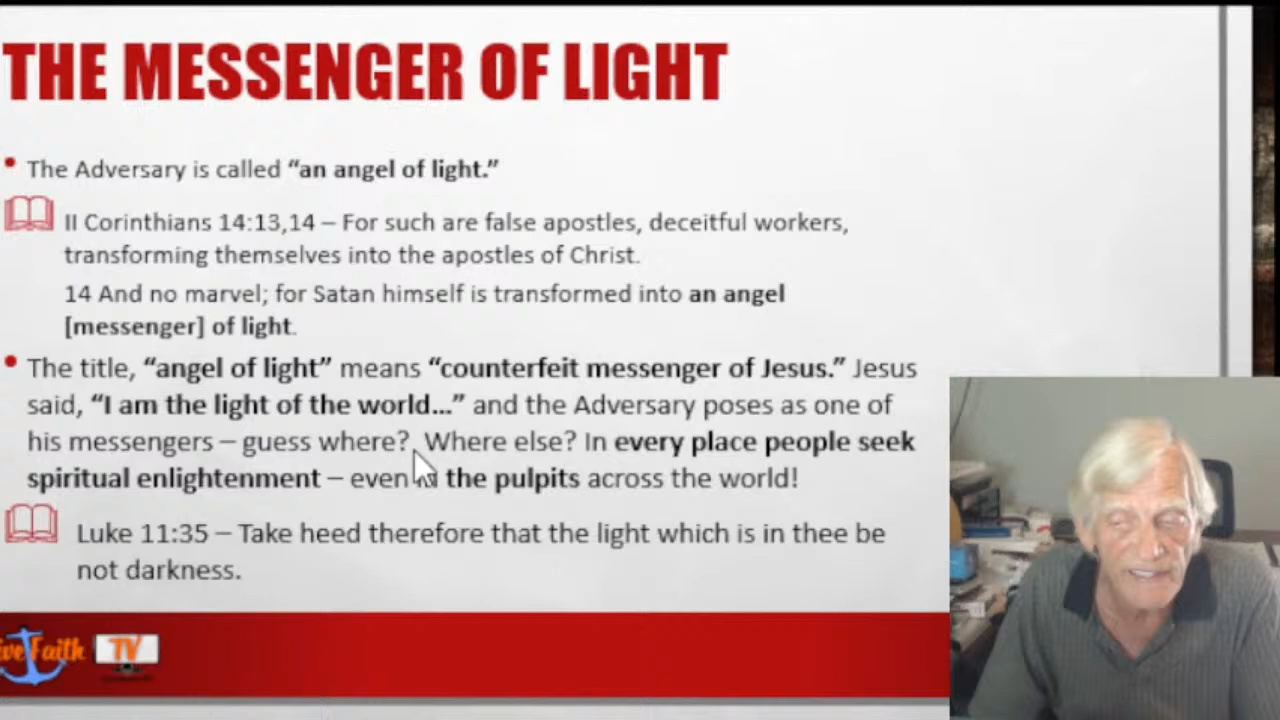 THE MESSENGER OF LIGHT
The Adversary is called “an angel of light.”
II Corinthians 14:13,14 – For such are false apostles, deceitful workers,
transforming themselves into the apostles of Christ.
14 And no marvel; for Satan himself is transformed into an angel
[messenger] of light.
The title, “angel of light” means “counterfeit messenger of Jesus.” Jesus
said, “I am the light of the world...” and the Adversary poses as one of
his messengers – guess where? Where else? In every place people seek
spiritual enlightenment – even the pulpits across the world!
Luke 11:35 – Take heed therefore that the light which is in thee be
not darkness.
Faith TV